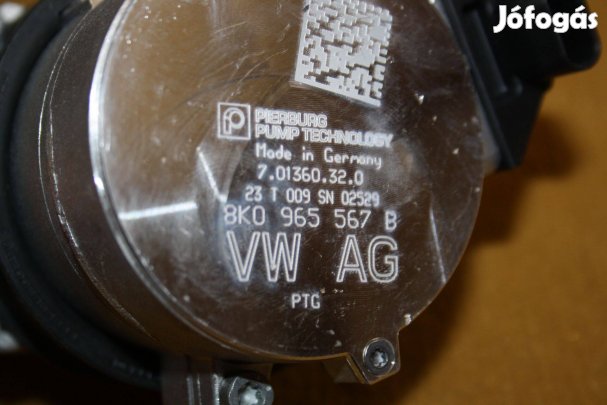 Jófogás
PIERBURG
PUMP TECHNOLOGY
Made in Germany
7.01360.32.0
23 T 009 SN 02529
8K0 965 567 B
VW AG
PTG